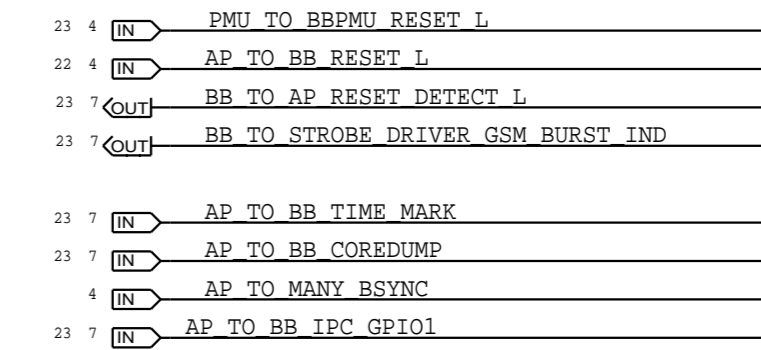 23 4 IN PMU_TO_BBPMU_RESET_L
22 4 IN AP_TO_BB_RESET_L
23 7 OUT BB_TO_AP_RESET_DETECT_L
23 7 OUT BB_TO_STROBE_DRIVER_GSM_BURST_IND
23 7 IN AP_TO_BB_TIME_MARK
23 7 IN AP_TO_BB_COREDUMP
4 IN AP_TO_MANY_BSYNC
23 7 IN AP_TO_BB_IPC_GPIO1